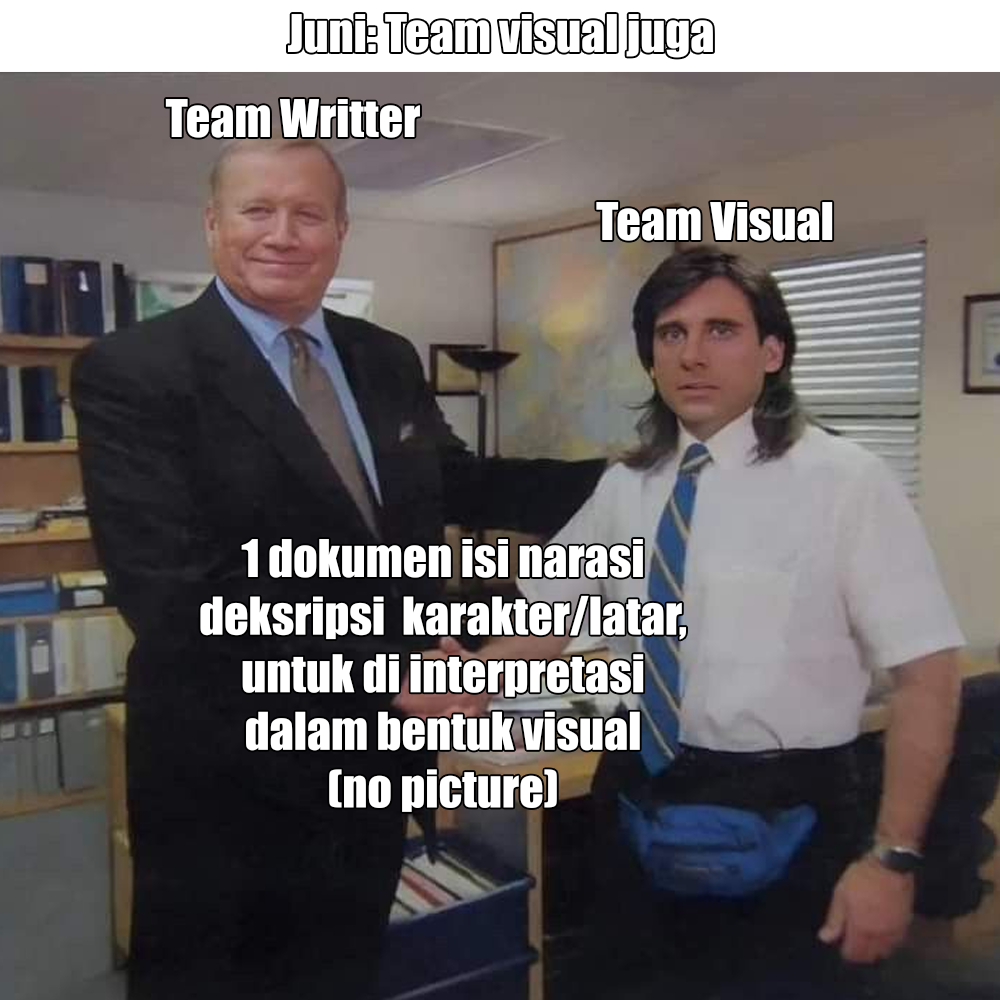 Juni: Team visual juga
Team Writter
Team Visual
1 dokumen isi narasi
deksripsi karakter/latar,
untuk di interpretasi
dalam bentuk visual
(no picture)